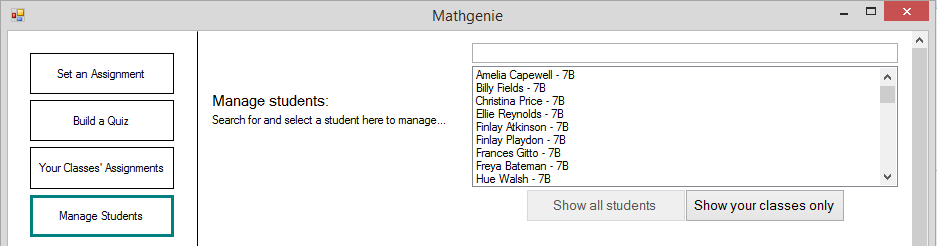 Mathgenie
Set an Assignment
Build a Quiz
Your Classes' Assignments
Manage Students
Manage students:
Search for and select a student here to manage...
Amelia Capewell - 7B
Billy Fields - 7B
Christina Price - 7B
Ellie Reynolds - 7B
Finlay Atkinson - 7B
Finlay Playdon - 7B
Frances Gitto - 7B
Freya Bateman - 7B
Hue Walsh - 7B
Show all students
Show your classes only